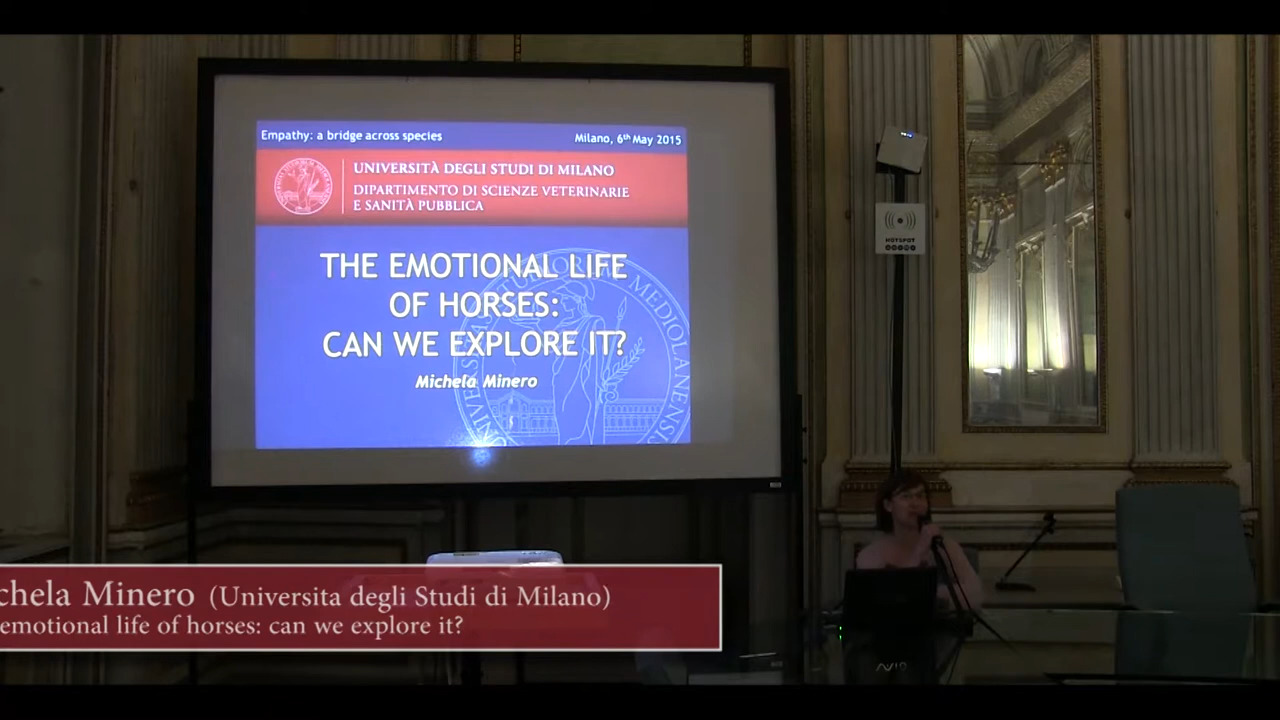 Empathy: a bridge across species
Milano, 6th May 2015
UNIVERSITÀ DEGLI STUDI DI MILANO
DIPARTIMENTO DI SCIENZE VETERINARIE
E SANITÀ PUBBLICA
THE EMOTIONAL LIFE
OF HORSES:
CAN WE EXPLORE IT?
Michela Minero
HOTSPOT
chela Minero (Universita degli Studi di Milano)
emotional life of horses: can we explore it?